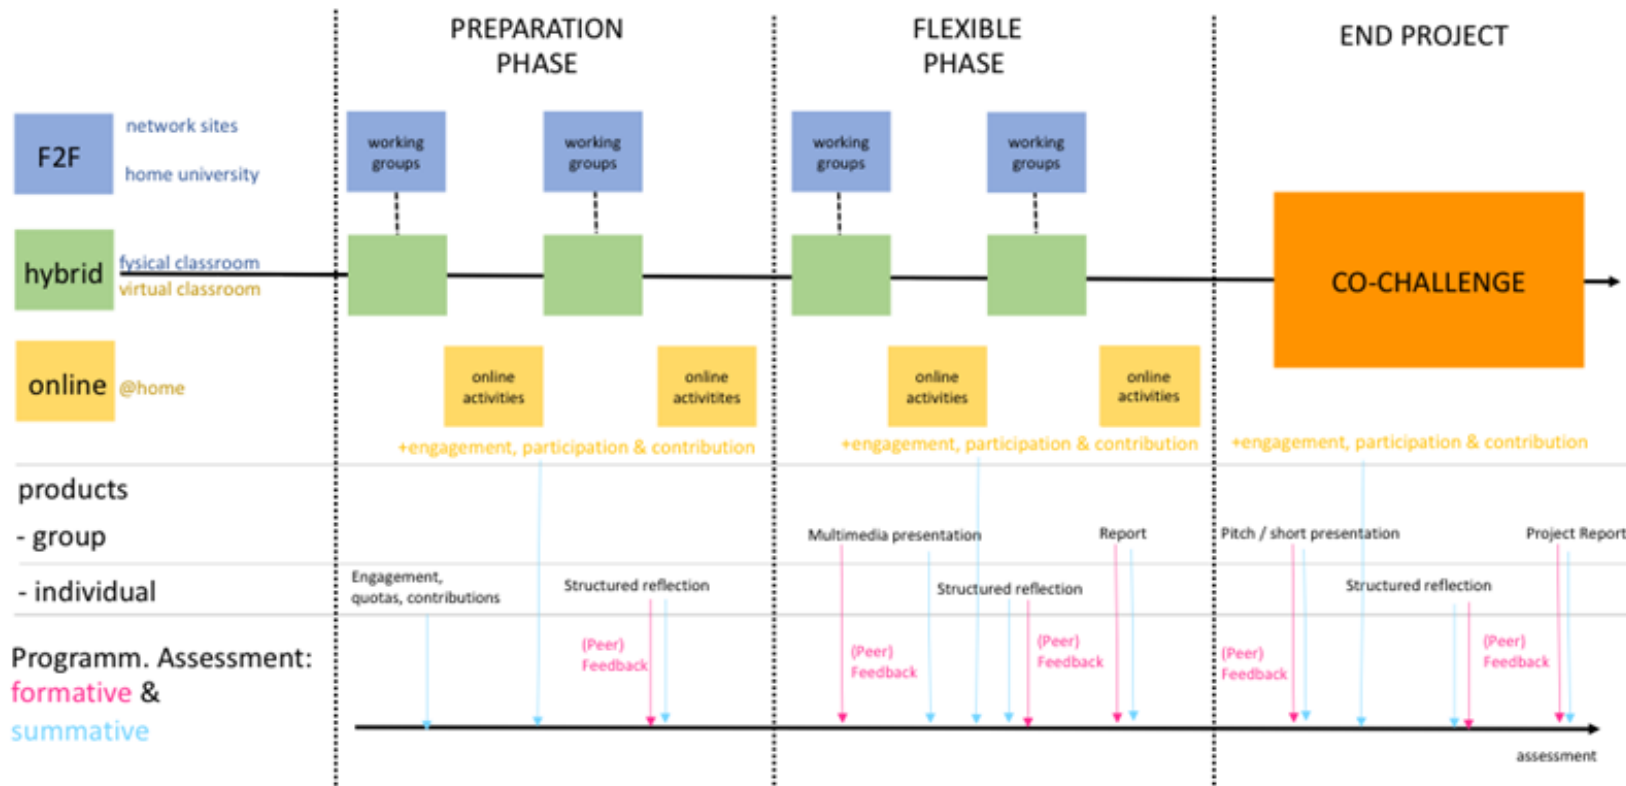 PREPARATION
PHASE
FLEXIBLE
PHASE
END PROJECT
F2F
network sites
home university
working
groups
working
groups
working
groups
working
groups
hybrid
fysical classroom
virtual classroom
CO-CHALLENGE
online
@home
online
activities
online
activitites
online
activities
online
activities
+engagement, participation & contribution
+engagement, participation & contribution
+engagement, participation & contribution
products
- group
Multimedia presentation
Report
Pitch / short presentation
Project Report
- individual
Engagement,
quotas, contributions
Structured reflection
Structured reflection
Structured reflection
Programm. Assessment:
formative &
summative
(Peer)
Feedback
(Peer)
Feedback
(Peer)
Feedback
(Peer)
Feedback
(Peer)
Feedback
assessment